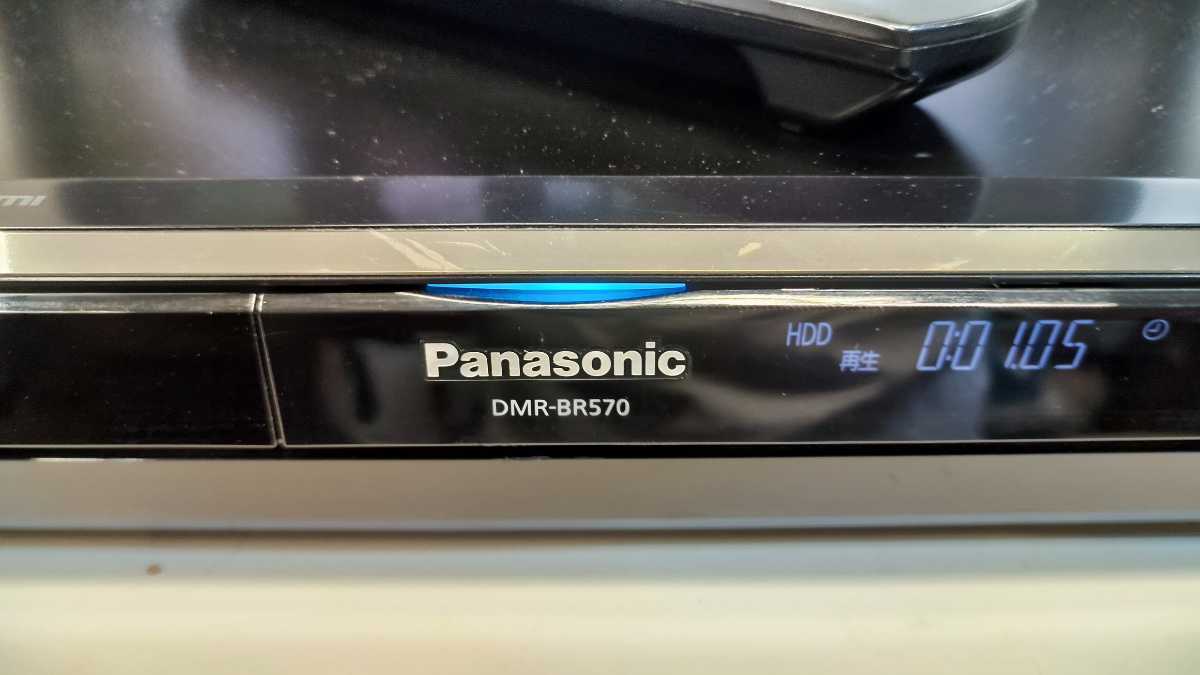 Panasonic
DMR-BR570
HDD
再生
0:01.05